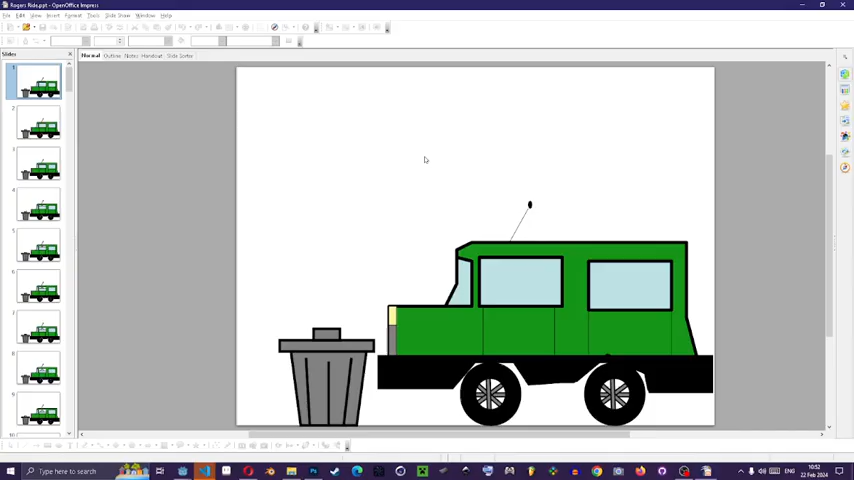 Rogers Ride.ppt - OpenOffice Impress
File Edit View Insert Format Tools Slide Show Window Help
Slides
Normal Outline Notes Handout Slide Sorter
1
2
3
4
5
6
7
8
9
Type here to search
ENG
10:52
22 Feb 2024